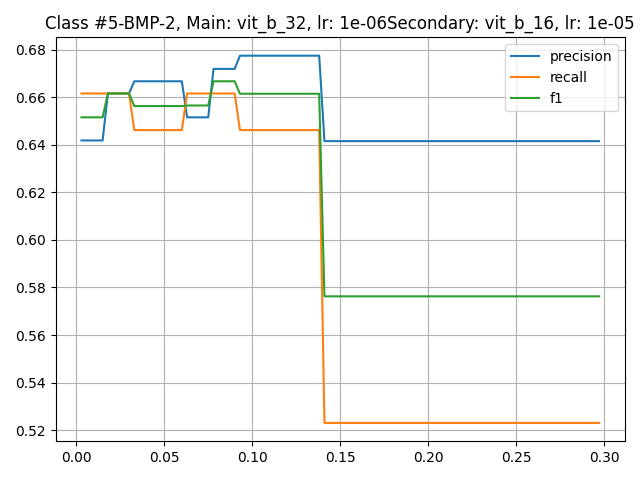 Class #5-BMP-2, Main: vit_b_32, lr: 1e-06Secondary: vit_b_16, lr: 1e-05
precision
recall
f1
0.68
0.66
0.64
0.62
0.60
0.58
0.56
0.54
0.52
0.00 0.05 0.10 0.15 0.20 0.25 0.30